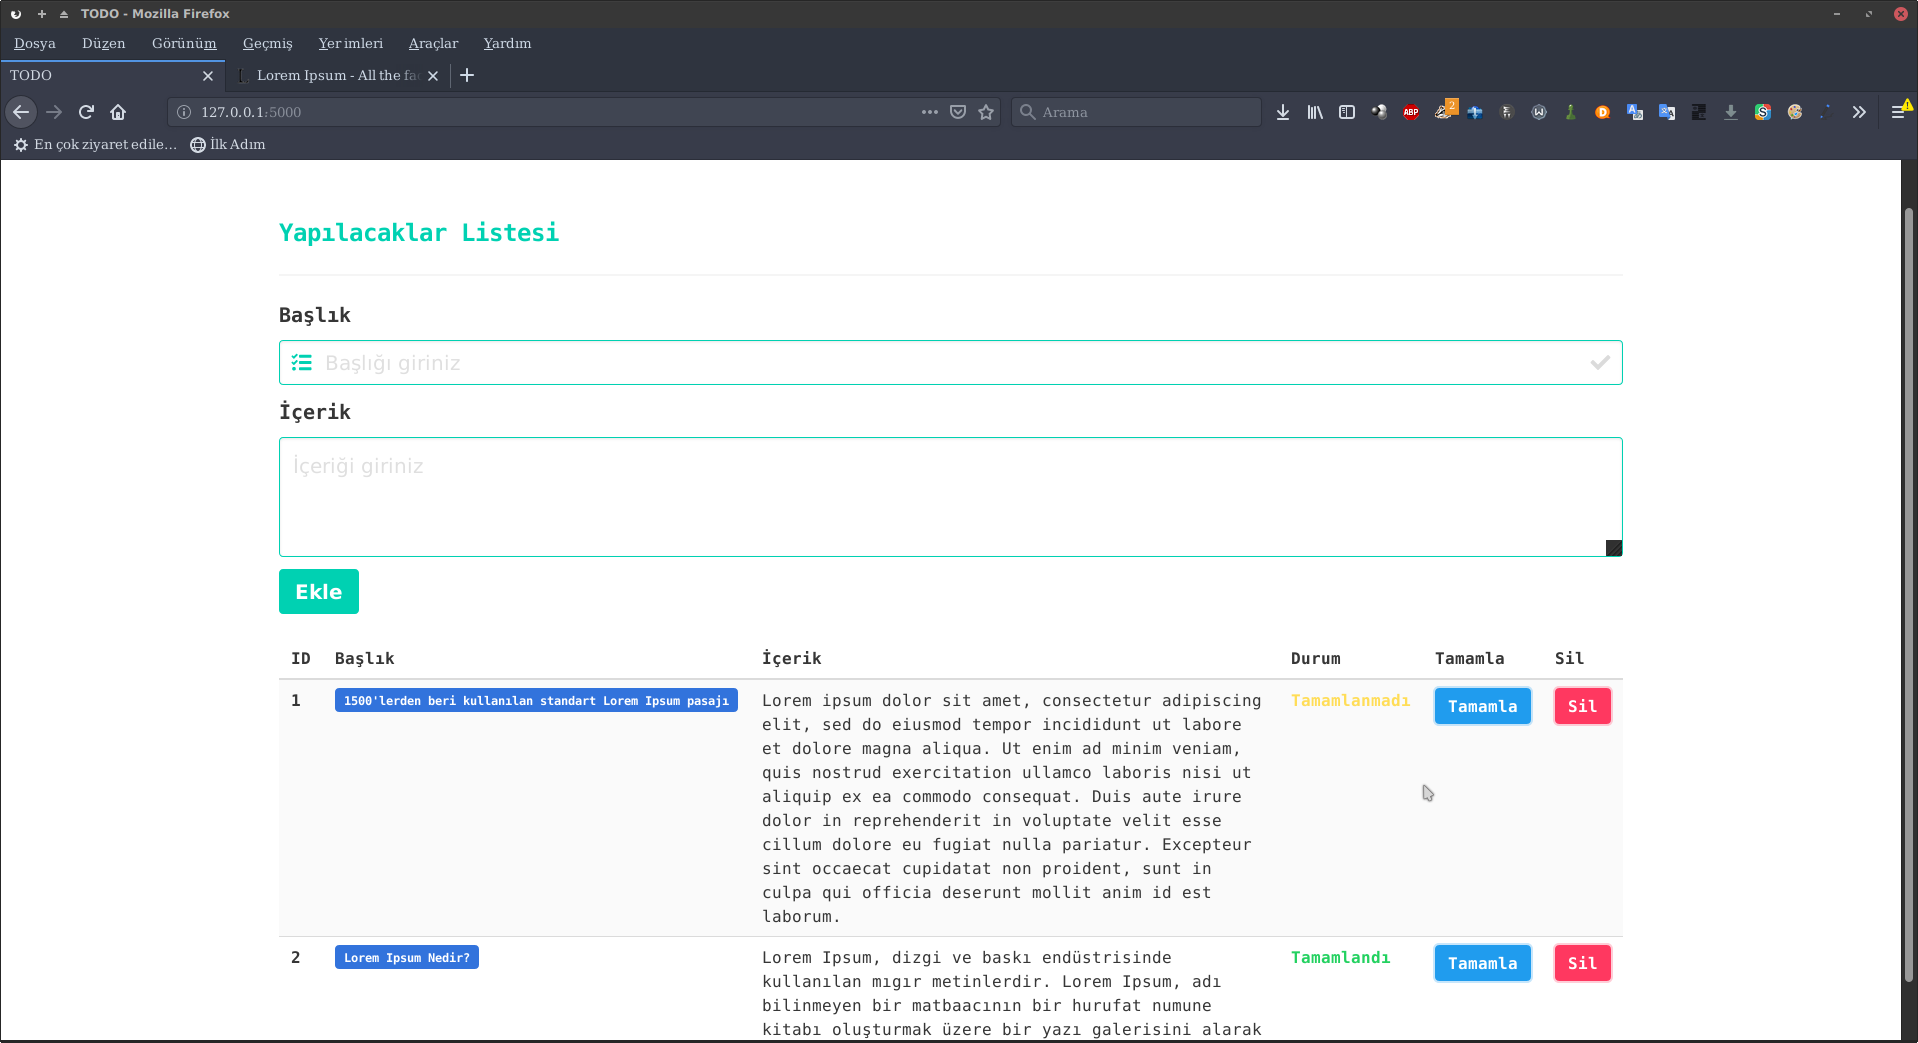 TODO - Mozilla Firefox
Dosya Düzen Görünüm Geçmiş Yer imleri Araçlar Yardım
TODO Lorem Ipsum - All the fa
127.0.0.1:5000 Arama ABP 2
En çok ziyaret edile… İlk Adım
Yapılacaklar Listesi
Başlık
Başlığı giriniz
İçerik
İçeriği giriniz
Ekle
ID Başlık İçerik Durum Tamamla Sil
1 1500'lerden beri kullanılan standart Lorem Ipsum pasajı Lorem ipsum dolor sit amet, consectetur adipiscing Tamamlanmadı Tamamla Sil
elit, sed do eiusmod tempor incididunt ut labore
et dolore magna aliqua. Ut enim ad minim veniam,
quis nostrud exercitation ullamco laboris nisi ut
aliquip ex ea commodo consequat. Duis aute irure
dolor in reprehenderit in voluptate velit esse
cillum dolore eu fugiat nulla pariatur. Excepteur
sint occaecat cupidatat non proident, sunt in
culpa qui officia deserunt mollit anim id est
laborum.
2 Lorem Ipsum Nedir? Lorem Ipsum, dizgi ve baskı endüstrisinde Tamamlandı Tamamla Sil
kullanılan mıgır metinlerdir. Lorem Ipsum, adı
bilinmeyen bir matbaacının bir hurufat numune
kitabı oluşturmak üzere bir yazı galerisini alarak